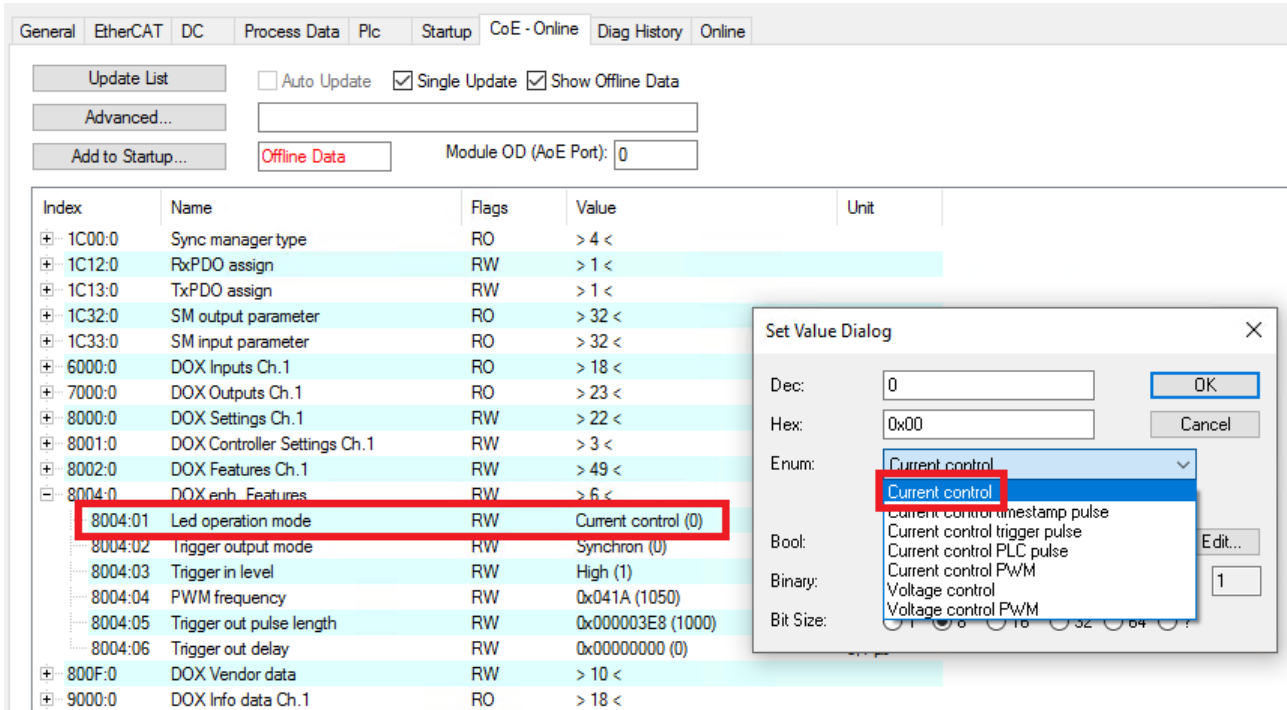 General EtherCAT DC Process Data Plc Startup CoE - Online Diag History Online
Update List Auto Update Single Update Show Offline Data
Advanced...
Add to Startup... Offline Data Module OD (AoE Port): 0
Index Name Flags Value Unit
1C00:0 Sync manager type RO > 4 <
1C12:0 RxPDO assign RW > 1 <
1C13:0 TxPDO assign RW > 1 <
1C32:0 SM output parameter RO > 32 <
1C33:0 SM input parameter RO > 32 <
6000:0 DOX Inputs Ch.1 RO > 18 <
7000:0 DOX Outputs Ch.1 RO > 23 <
8000:0 DOX Settings Ch.1 RW > 22 <
8001:0 DOX Controller Settings Ch.1 RW > 3 <
8002:0 DOX Features Ch.1 RW > 49 <
8004:0 DOX enh. Features RW > 6 <
8004:01 Led operation mode RW Current control (0)
8004:02 Trigger output mode RW Synchron (0)
8004:03 Trigger in level RW High (1)
8004:04 PWM frequency RW 0x041A (1050)
8004:05 Trigger out pulse length RW 0x000003E8 (1000)
8004:06 Trigger out delay RW 0x00000000 (0)
800F:0 DOX Vendor data RW > 10 <
9000:0 DOX Info data Ch.1 RO > 18 <
Set Value Dialog
Dec: 0 OK
Hex: 0x00 Cancel
Enum: Current control
Current control
Current control timestamp pulse
Current control trigger pulse
Current control PLC pulse
Current control PWM
Voltage control
Voltage control PWM
Bool: Edit...
Binary: 1
Bit Size: 1 8 16 32 64 ?